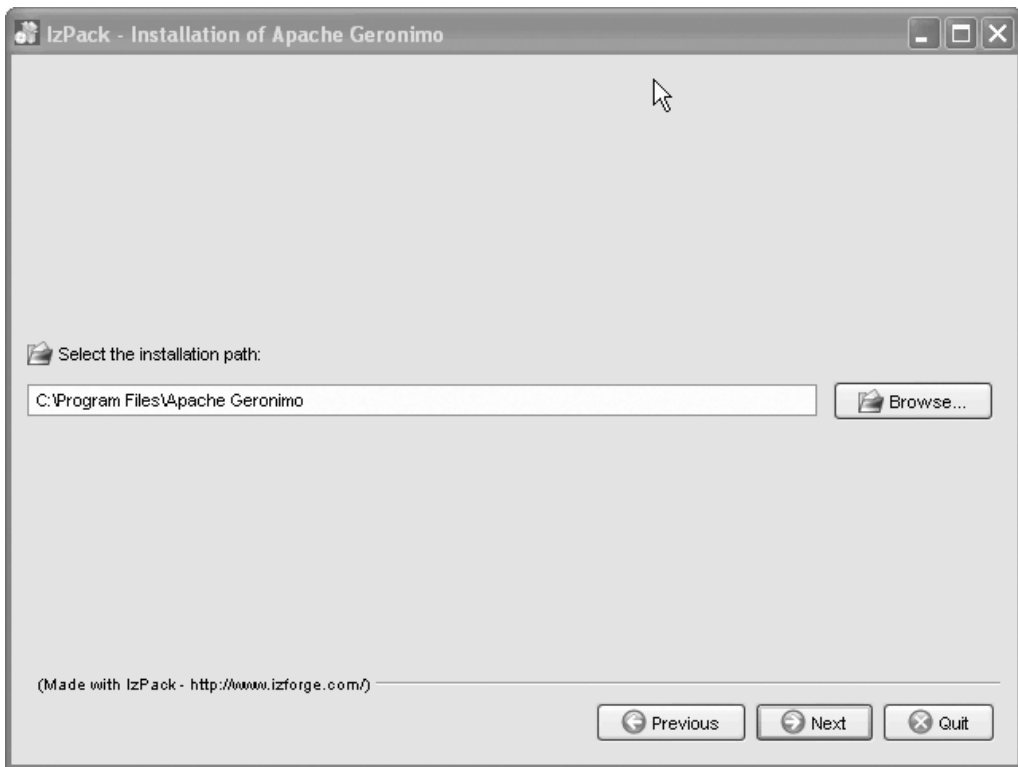 IzPack - Installation of Apache Geronimo
Select the installation path:
C:\Program Files\Apache Geronimo
Browse...
(Made with IzPack - http://www.izforge.com/)
Previous
Next
Quit